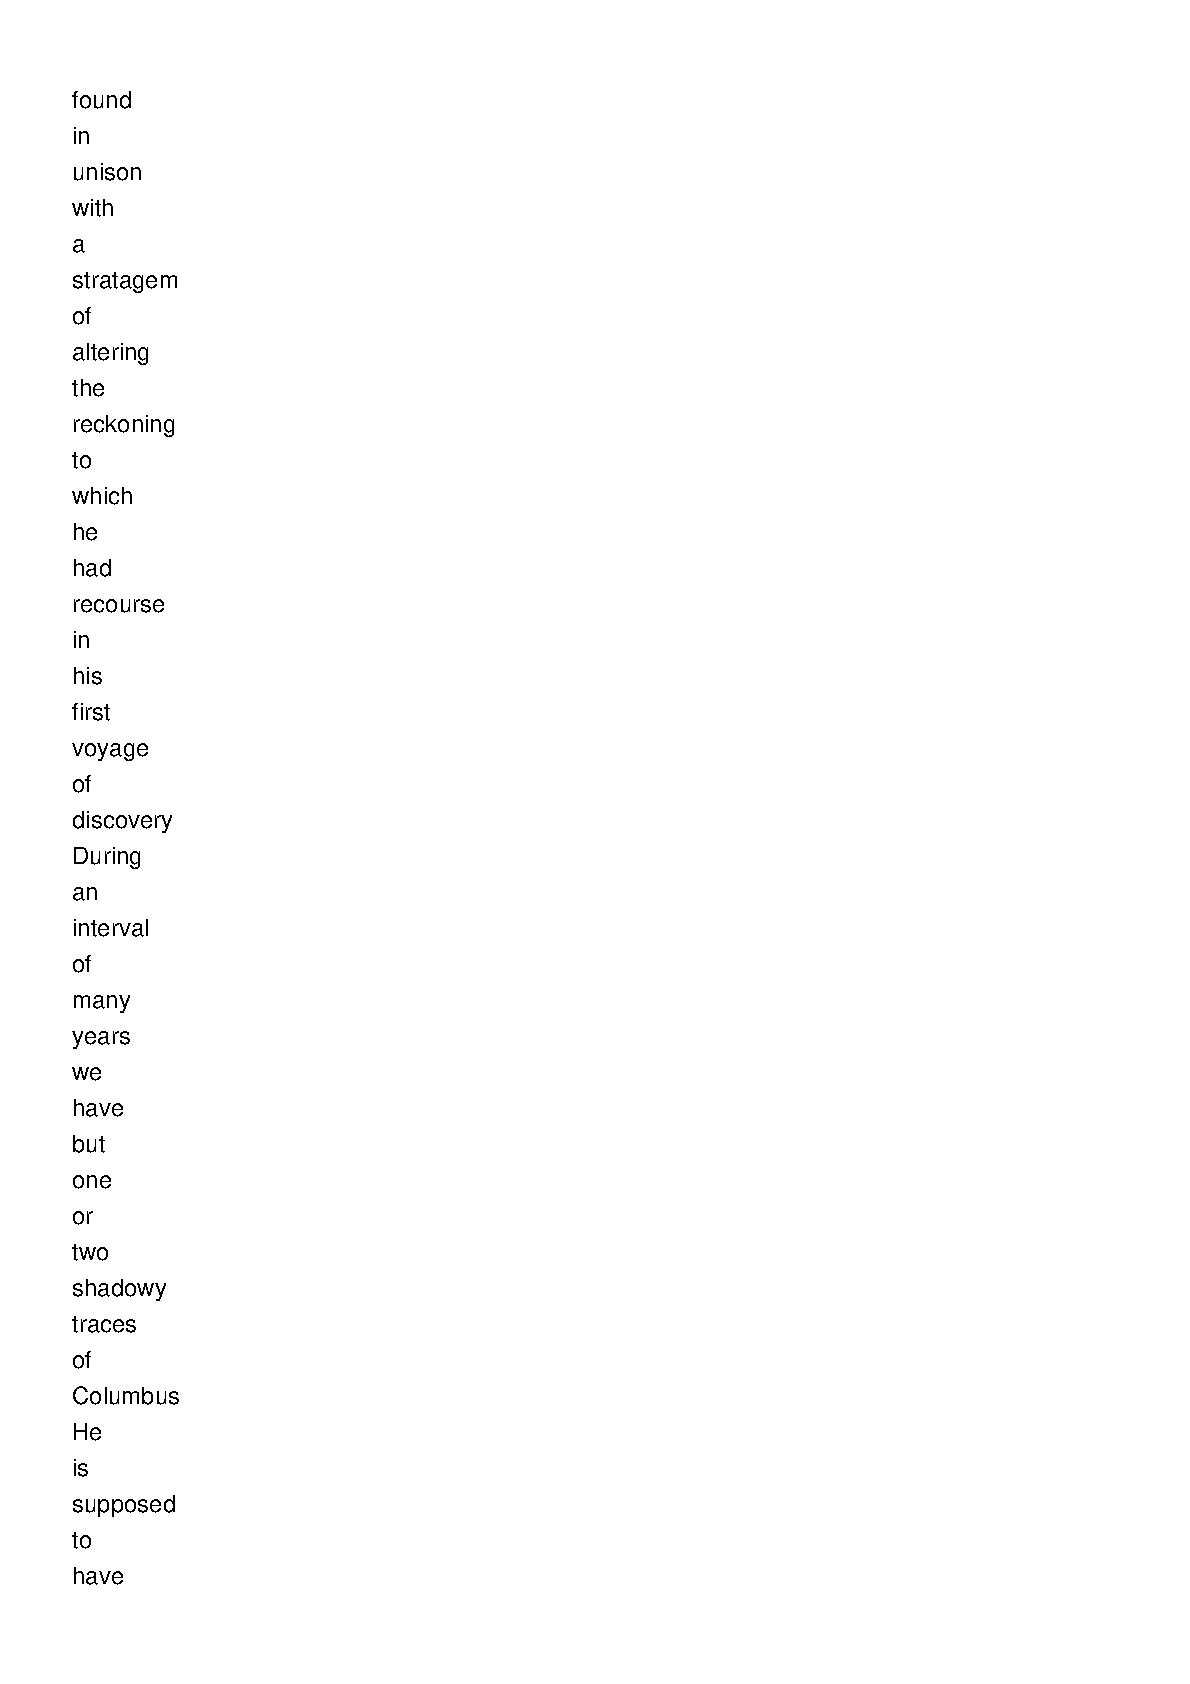 found
in
unison
with
a
stratagem
of
altering
the
reckoning
to
which
he
had
recourse
in
his
first
voyage
of
discovery
During
an
interval
of
many
years
we
have
but
one
or
two
shadowy
traces
of
Columbus
He
is
supposed
to
have